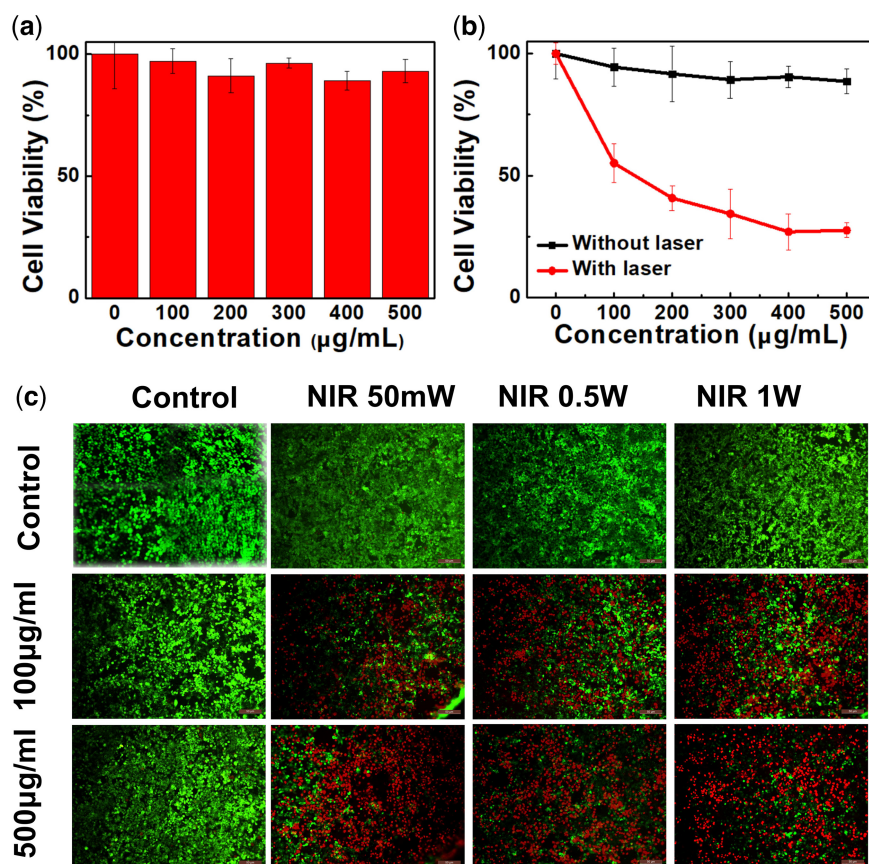 (a)
100
50
0
Cell Viability (%)
0 100 200 300 400 500
Concentration (µg/mL)
(b)
100
50
0
Cell Viability (%)
Without laser
With laser
0 100 200 300 400 500
Concentration (µg/mL)
(c)
Control NIR 50mW NIR 0.5W NIR 1W
Control
100µg/ml
500µg/ml